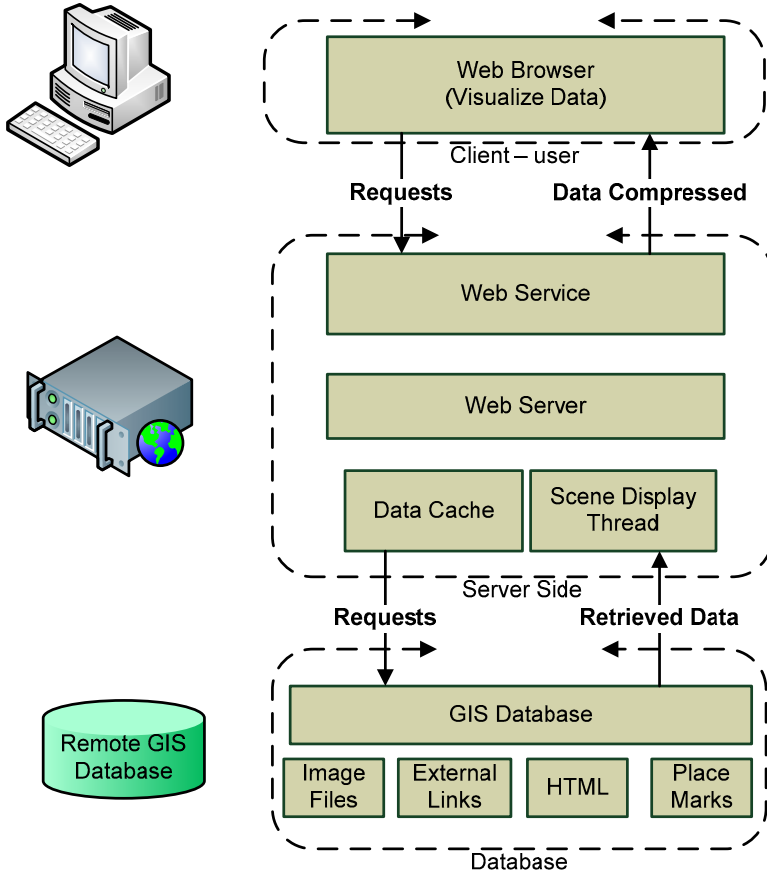 Web Browser
(Visualize Data)
Client – user
Requests
Data Compressed
Web Service
Web Server
Data Cache
Scene Display
Thread
Server Side
Requests
Retrieved Data
GIS Database
Remote GIS
Database
Image
Files
External
Links
HTML
Place
Marks
Database